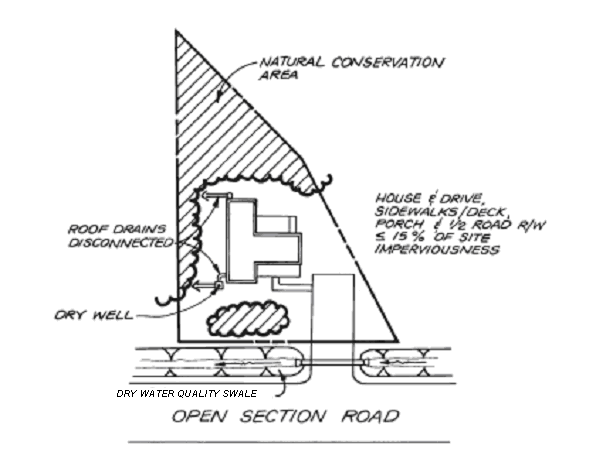 NATURAL CONSERVATION
AREA
HOUSE & DRIVE,
SIDEWALKS/DECK,
PORCH & 1/2 ROAD R/W
≤ 15% OF SITE
IMPERVIOUSNESS
ROOF DRAINS
DISCONNECTED
DRY WELL
DRY WATER QUALITY SWALE
OPEN SECTION ROAD